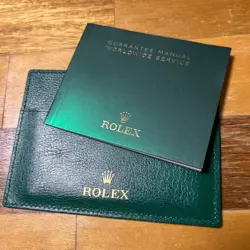 GUARANTEE MANUAL
WORLDWIDE SERVICE
ROLEX
ROLEX